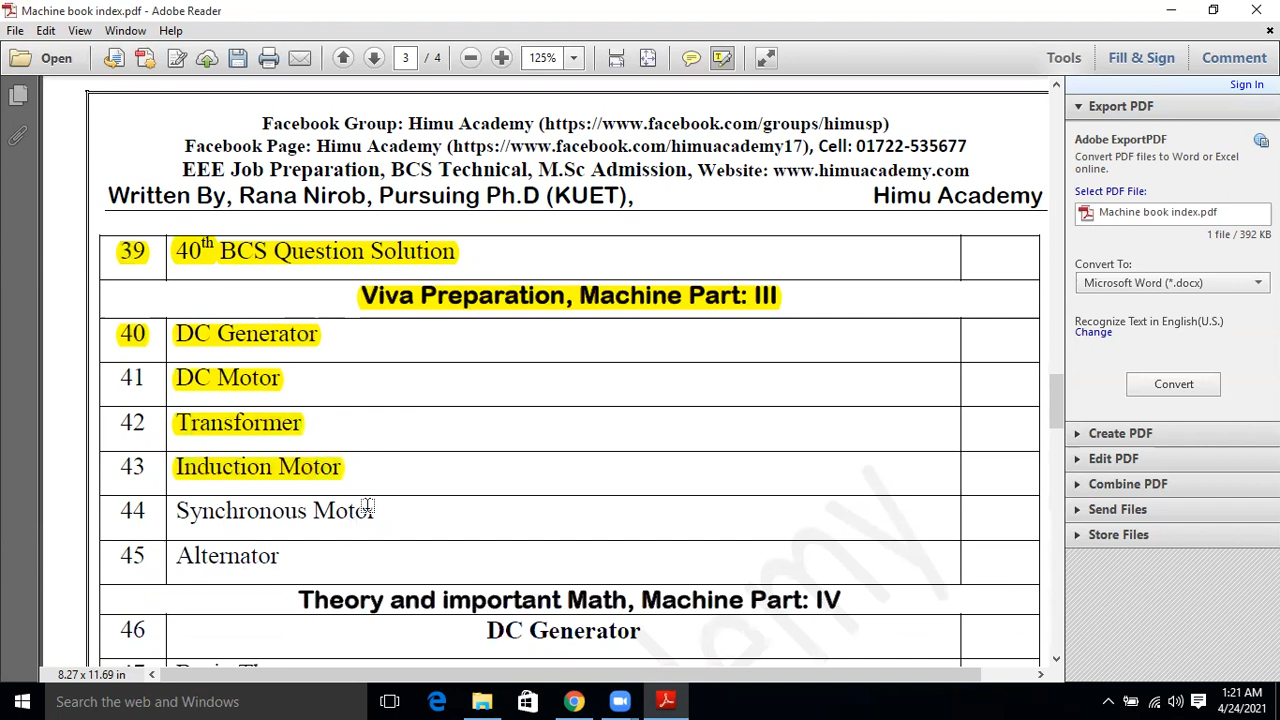 Machine book index.pdf - Adobe Reader
File Edit View Window Help
Open 3 / 4 125% Tools Fill & Sign Comment
Sign In
Facebook Group: Himu Academy (https://www.facebook.com/groups/himusp)
Facebook Page: Himu Academy (https://www.facebook.com/himuacademy17), Cell: 01722-535677
EEE Job Preparation, BCS Technical, M.Sc Admission, Website: www.himuacademy.com
Written By, Rana Nirob, Pursuing Ph.D (KUET), Himu Academy
39 40th BCS Question Solution
Viva Preparation, Machine Part: III
40 DC Generator
41 DC Motor
42 Transformer
43 Induction Motor
44 Synchronous Motor
45 Alternator
Theory and important Math, Machine Part: IV
46 DC Generator
8.27 x 11.69 in
Export PDF
Adobe ExportPDF
Convert PDF files to Word or Excel
online.
Select PDF File:
Machine book index.pdf
1 file / 392 KB
Convert To:
Microsoft Word (*.docx)
Recognize Text in English(U.S.)
Change
Convert
Create PDF
Edit PDF
Combine PDF
Send Files
Store Files
Search the web and Windows
1:21 AM
4/24/2021